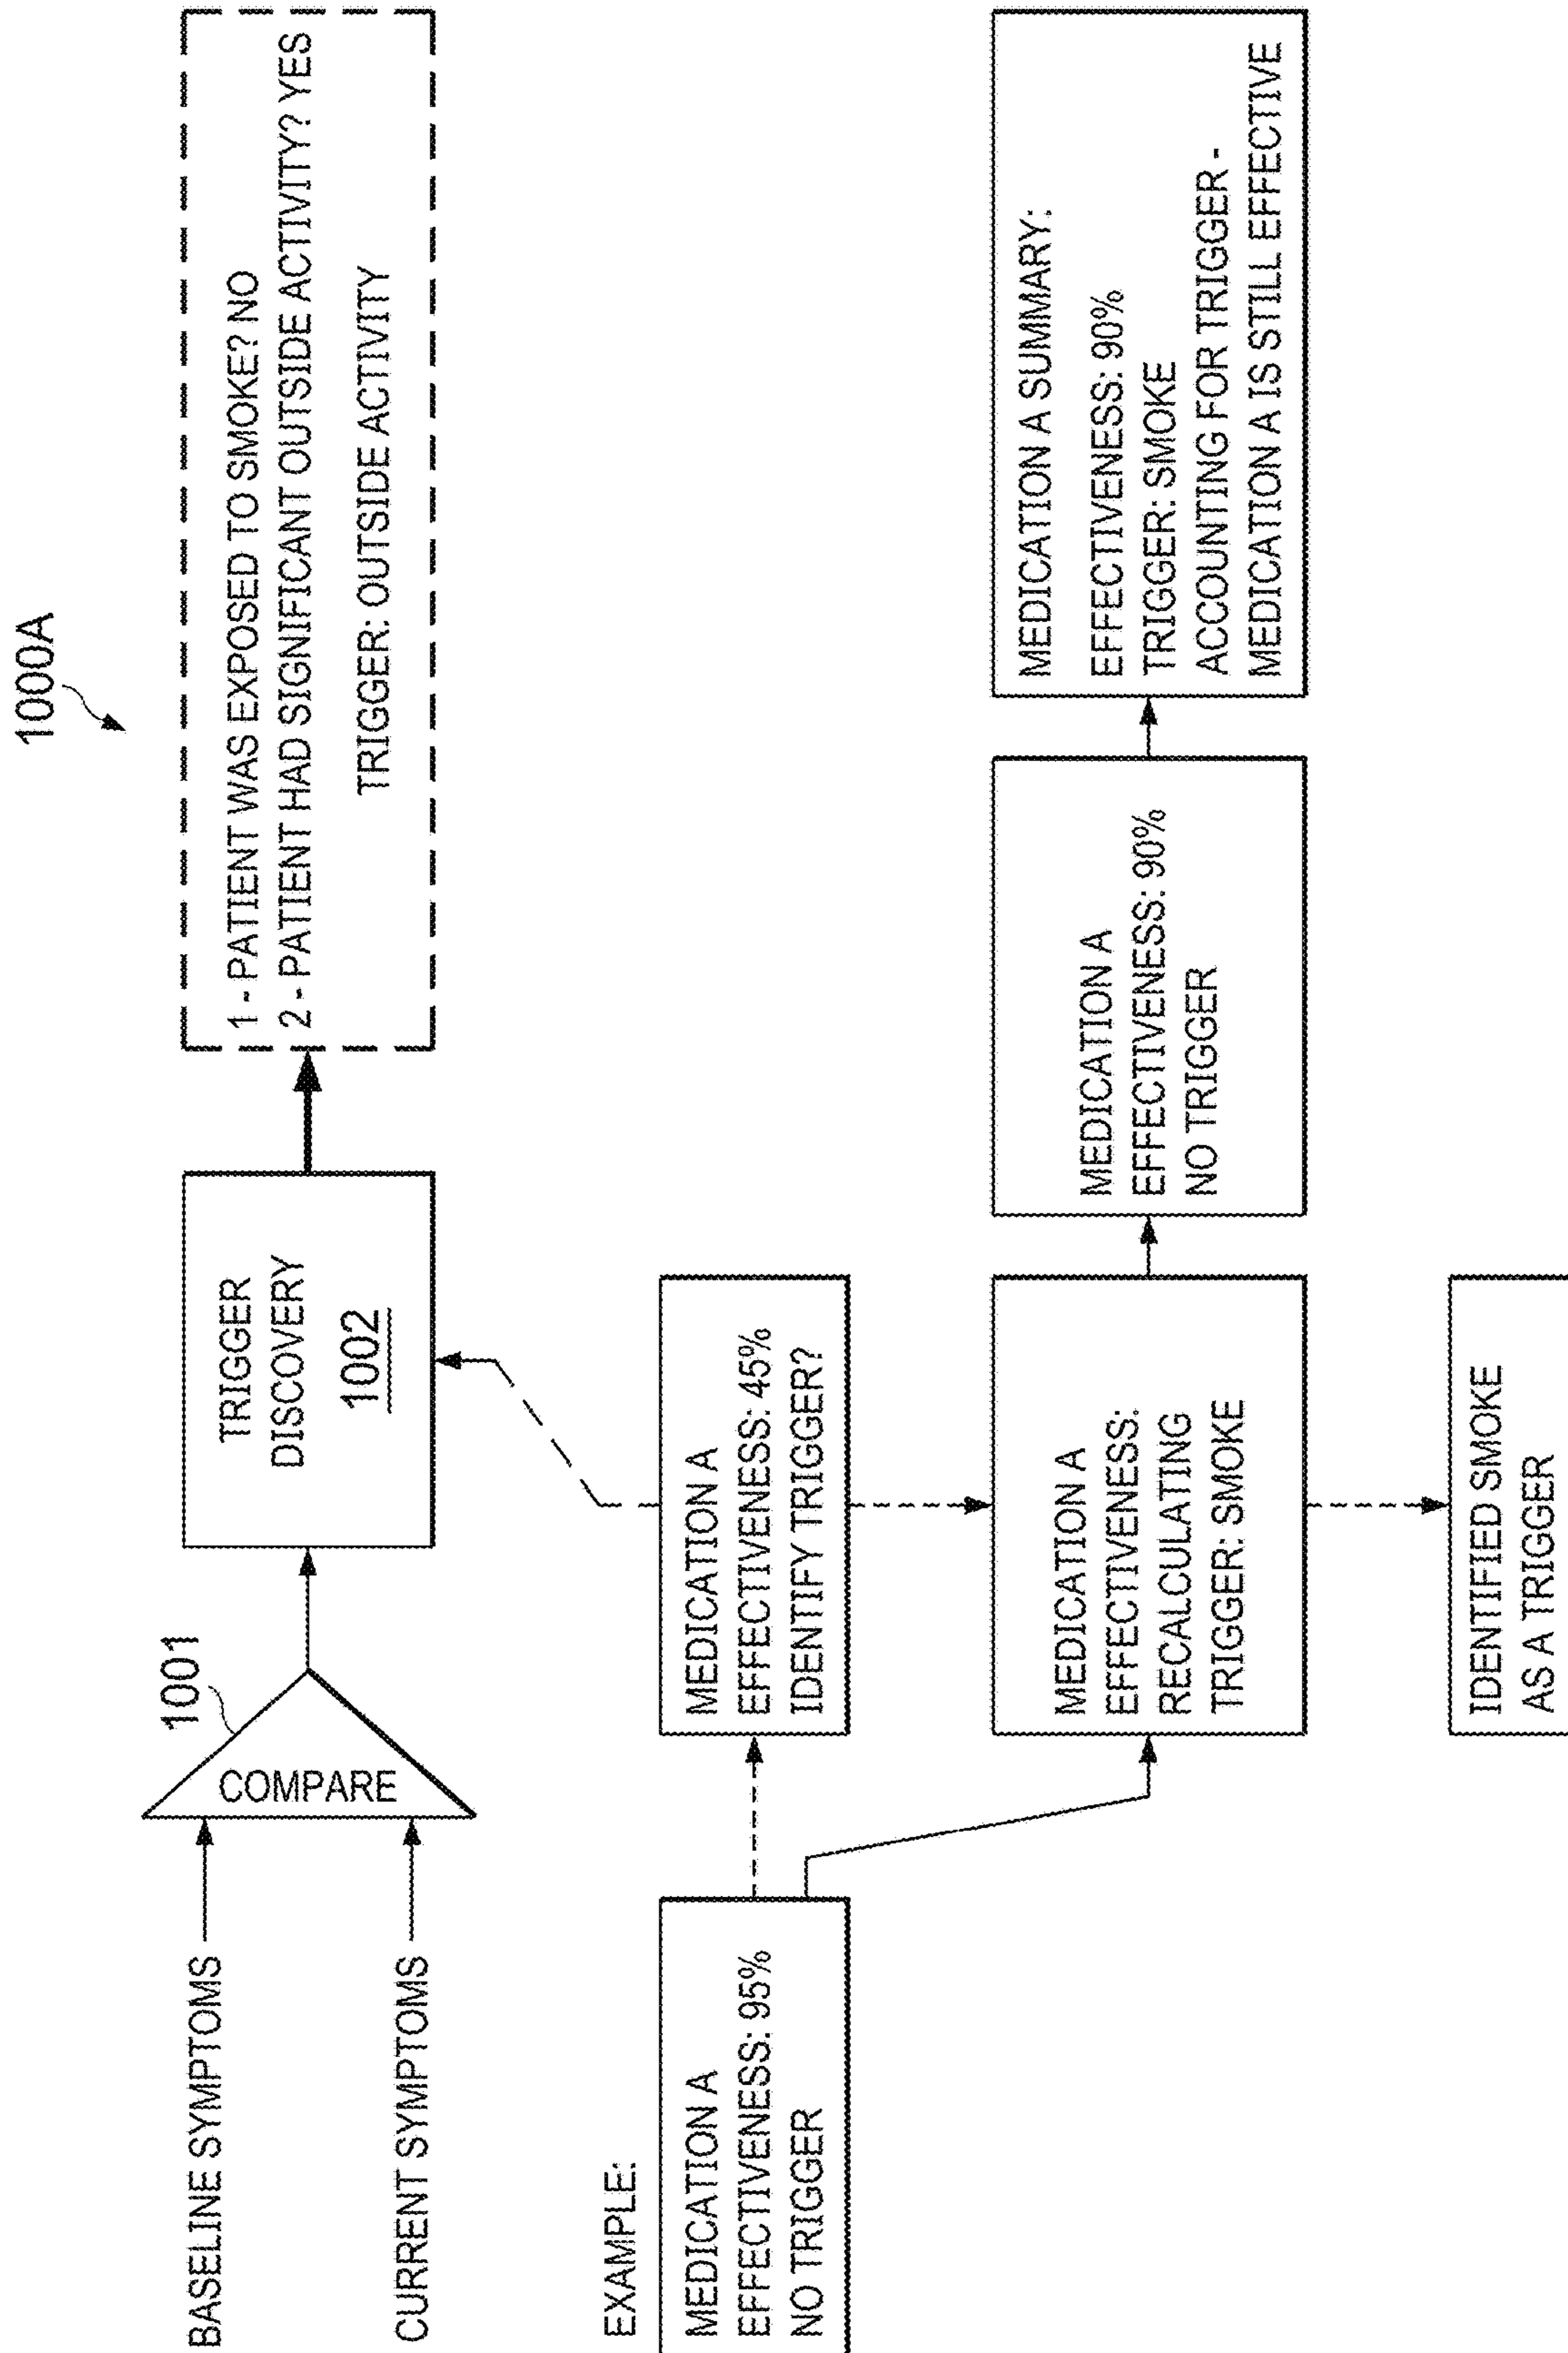 1000A
BASELINE SYMPTOMS
CURRENT SYMPTOMS
COMPARE
1001
TRIGGER
DISCOVERY
1002
1 - PATIENT WAS EXPOSED TO SMOKE? NO
2 - PATIENT HAD SIGNIFICANT OUTSIDE ACTIVITY? YES
TRIGGER: OUTSIDE ACTIVITY
EXAMPLE:
MEDICATION A
EFFECTIVENESS: 95%
NO TRIGGER
MEDICATION A
EFFECTIVENESS: 45%
IDENTIFY TRIGGER?
MEDICATION A
EFFECTIVENESS:
RECALCULATING
TRIGGER: SMOKE
MEDICATION A
EFFECTIVENESS: 90%
NO TRIGGER
MEDICATION A SUMMARY:
EFFECTIVENESS: 90%
TRIGGER: SMOKE
ACCOUNTING FOR TRIGGER -
MEDICATION A IS STILL EFFECTIVE
IDENTIFIED SMOKE
AS A TRIGGER